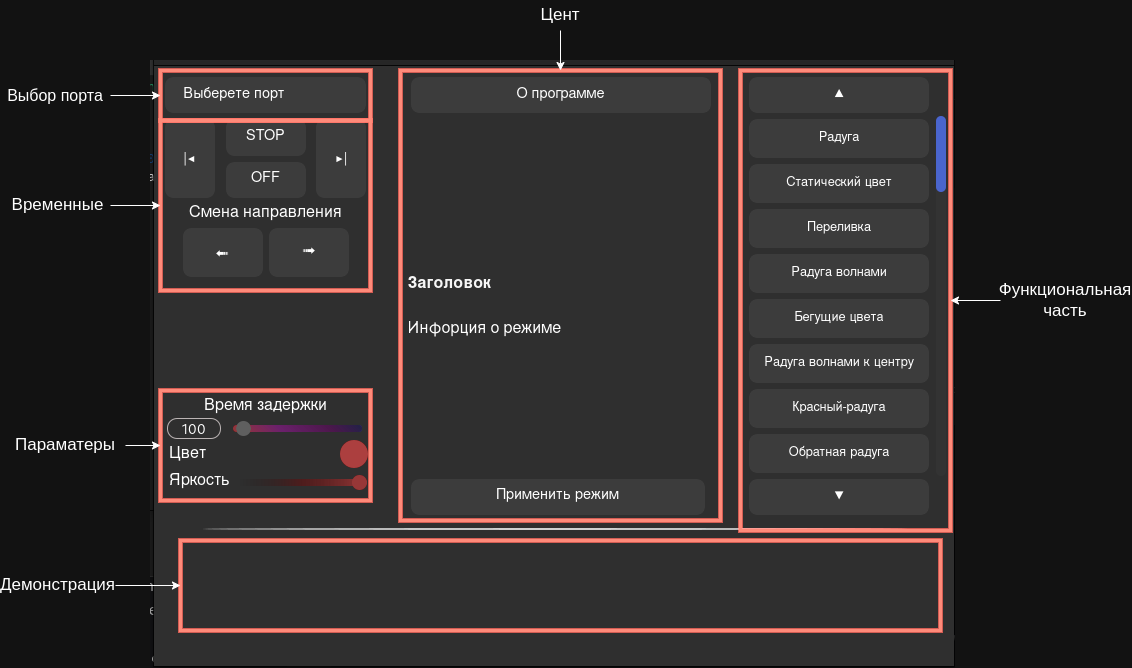 Цент
Выбор порта
Выберете порт
О программе
▲
Временные
|◂
STOP
▸|
OFF
Смена направления
Радуга
Статический цвет
Переливка
Радуга волнами
Бегущие цвета
Радуга волнами к центру
Красный-радуга
Обратная радуга
▼
Функциональная
часть
Заголовок
Инфорция о режиме
Применить режим
Параматеры
Время задержки
100
Цвет
Яркость
Демонстрация